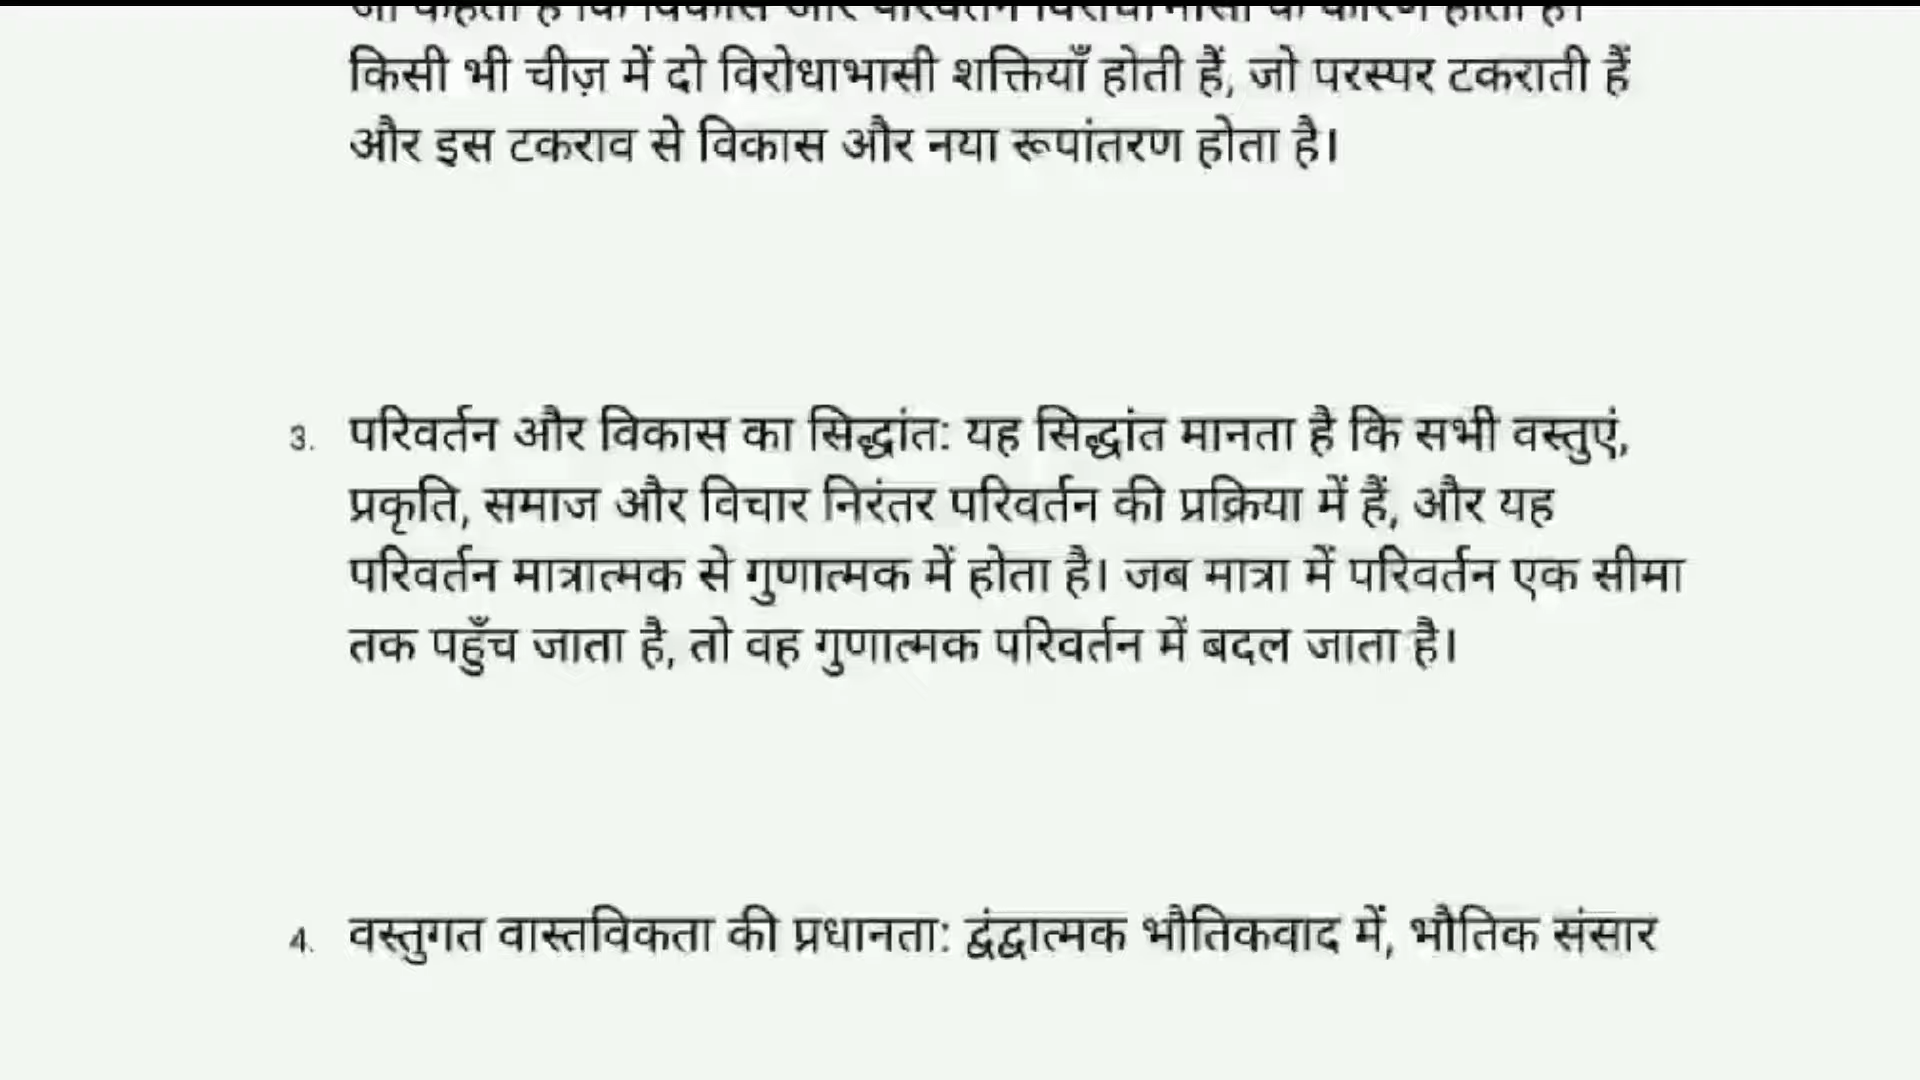 किसी भी चीज़ में दो विरोधाभासी शक्तियाँ होती हैं, जो परस्पर टकराती हैं
और इस टकराव से विकास और नया रूपांतरण होता है।
3. परिवर्तन और विकास का सिद्धांत: यह सिद्धांत मानता है कि सभी वस्तुएं,
प्रकृति, समाज और विचार निरंतर परिवर्तन की प्रक्रिया में हैं, और यह
परिवर्तन मात्रात्मक से गुणात्मक में होता है। जब मात्रा में परिवर्तन एक सीमा
तक पहुँच जाता है, तो वह गुणात्मक परिवर्तन में बदल जाता है।
4. वस्तुगत वास्तविकता की प्रधानता: द्वंद्वात्मक भौतिकवाद में, भौतिक संसार